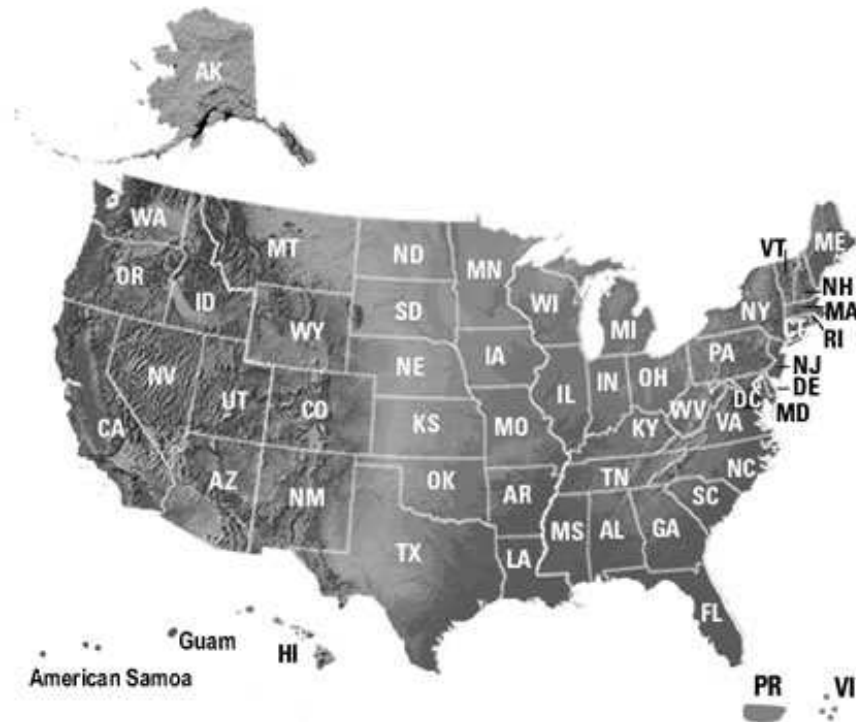 AK
WA
MT
ND
MN
VT
ME
OR
ID
SD
WI
MI
NY
NH
MA
CT
RI
WY
IA
NE
PA
NJ
NV
UT
CO
IL
IN
OH
DE
DC
MD
CA
KS
MO
WV
VA
KY
AZ
NM
OK
AR
TN
NC
SC
TX
LA
MS
AL
GA
FL
Guam
HI
American Samoa
PR
VI